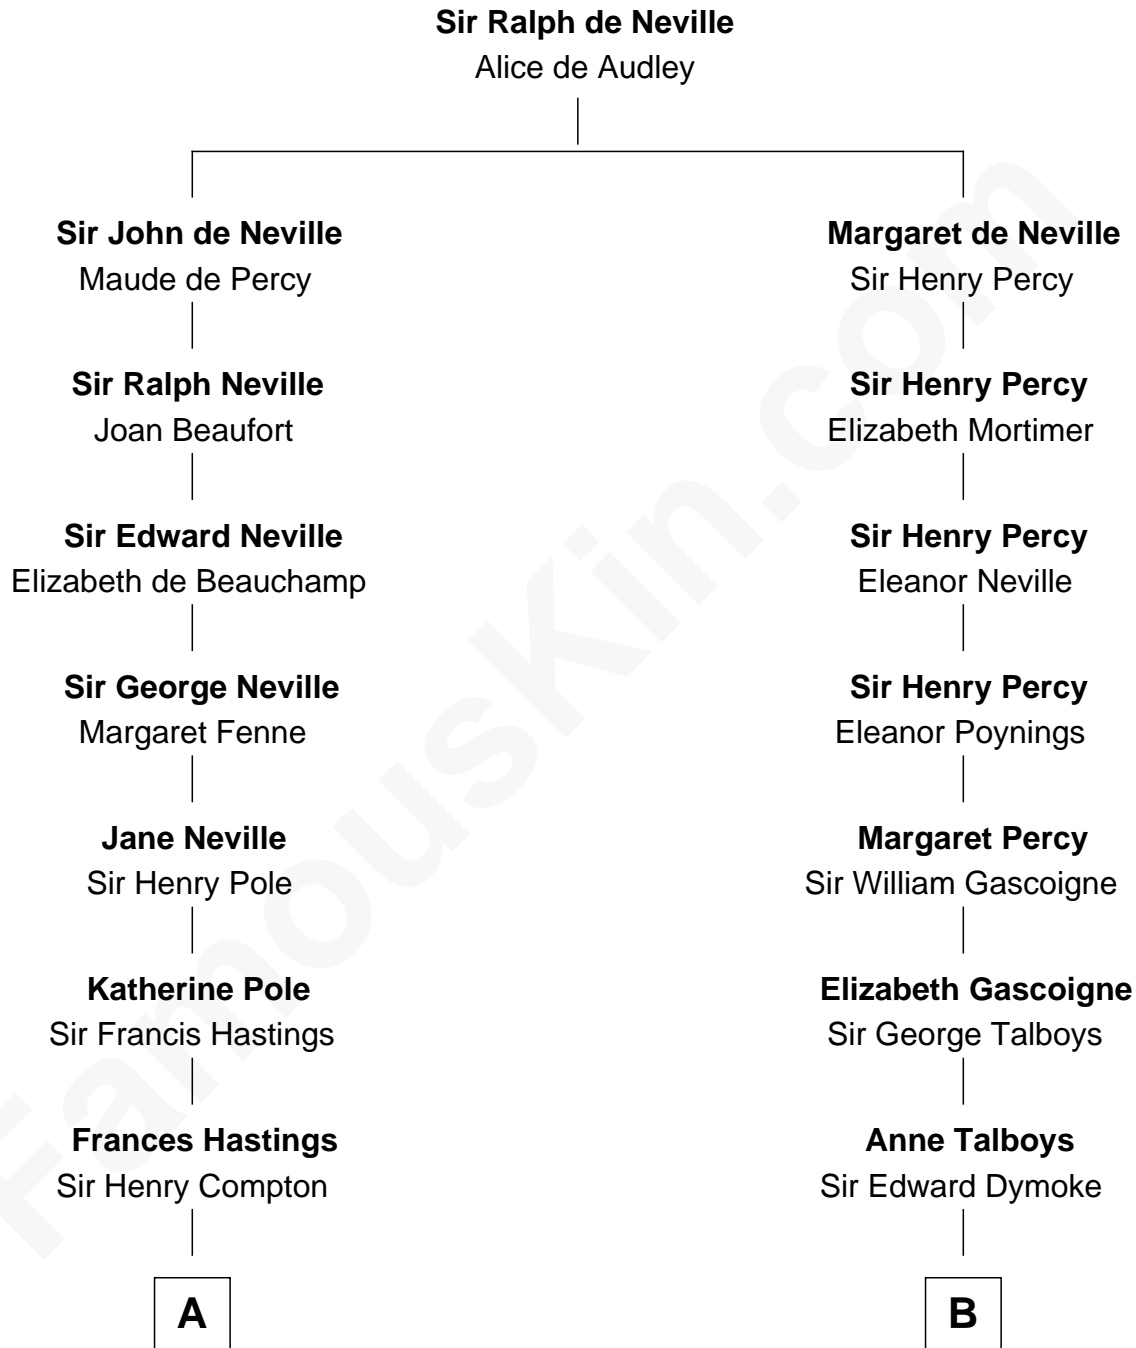 Sir Ralph de Neville
Alice de Audley
Sir John de Neville
Maude de Percy
Sir Ralph Neville
Joan Beaufort
Sir Edward Neville
Elizabeth de Beauchamp
Sir George Neville
Margaret Fenne
Jane Neville
Sir Henry Pole
Katherine Pole
Sir Francis Hastings
Frances Hastings
Sir Henry Compton
A
Margaret de Neville
Sir Henry Percy
Sir Henry Percy
Elizabeth Mortimer
Sir Henry Percy
Eleanor Neville
Sir Henry Percy
Eleanor Poynings
Margaret Percy
Sir William Gascoigne
Elizabeth Gascoigne
Sir George Talboys
Anne Talboys
Sir Edward Dymoke
B
FamousKin.com